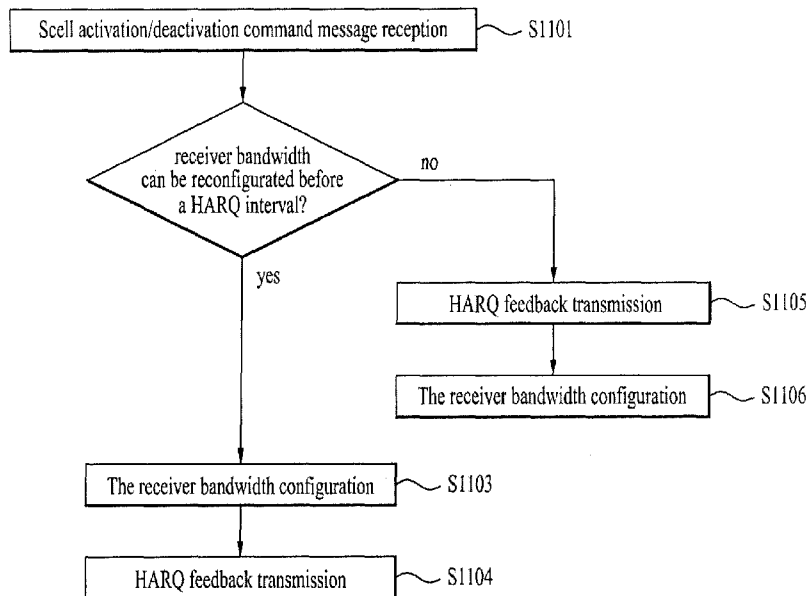 Scell activation/deactivation command message reception
S1101
receiver bandwidth
can be reconfigurated before
a HARQ interval?
no
yes
HARQ feedback transmission
S1105
The receiver bandwidth configuration
S1106
The receiver bandwidth configuration
S1103
HARQ feedback transmission
S1104